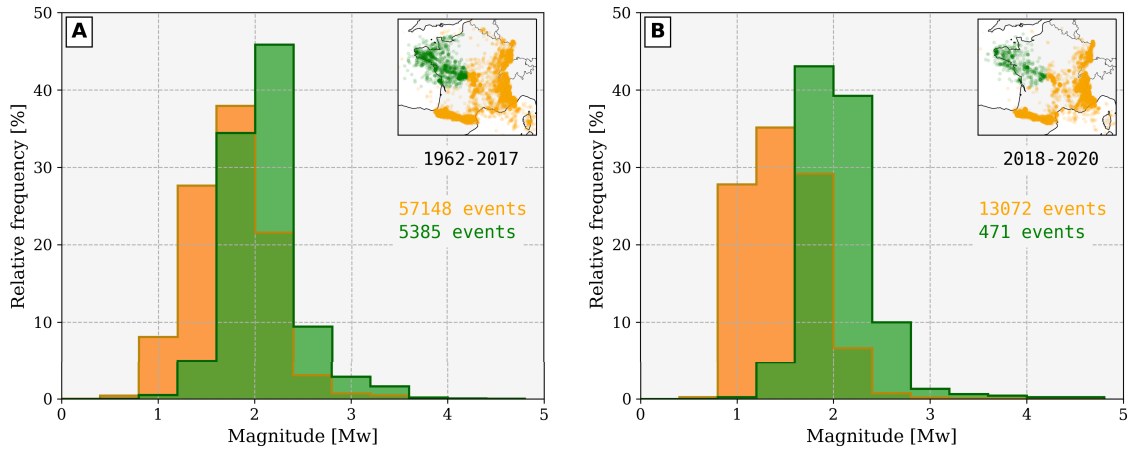 A
50
40
30
20
10
0
Relative frequency [%]
1962-2017
57148 events
5385 events
0
1
2
3
4
5
Magnitude [Mw]
B
50
40
30
20
10
0
Relative frequency [%]
2018-2020
13072 events
471 events
0
1
2
3
4
5
Magnitude [Mw]